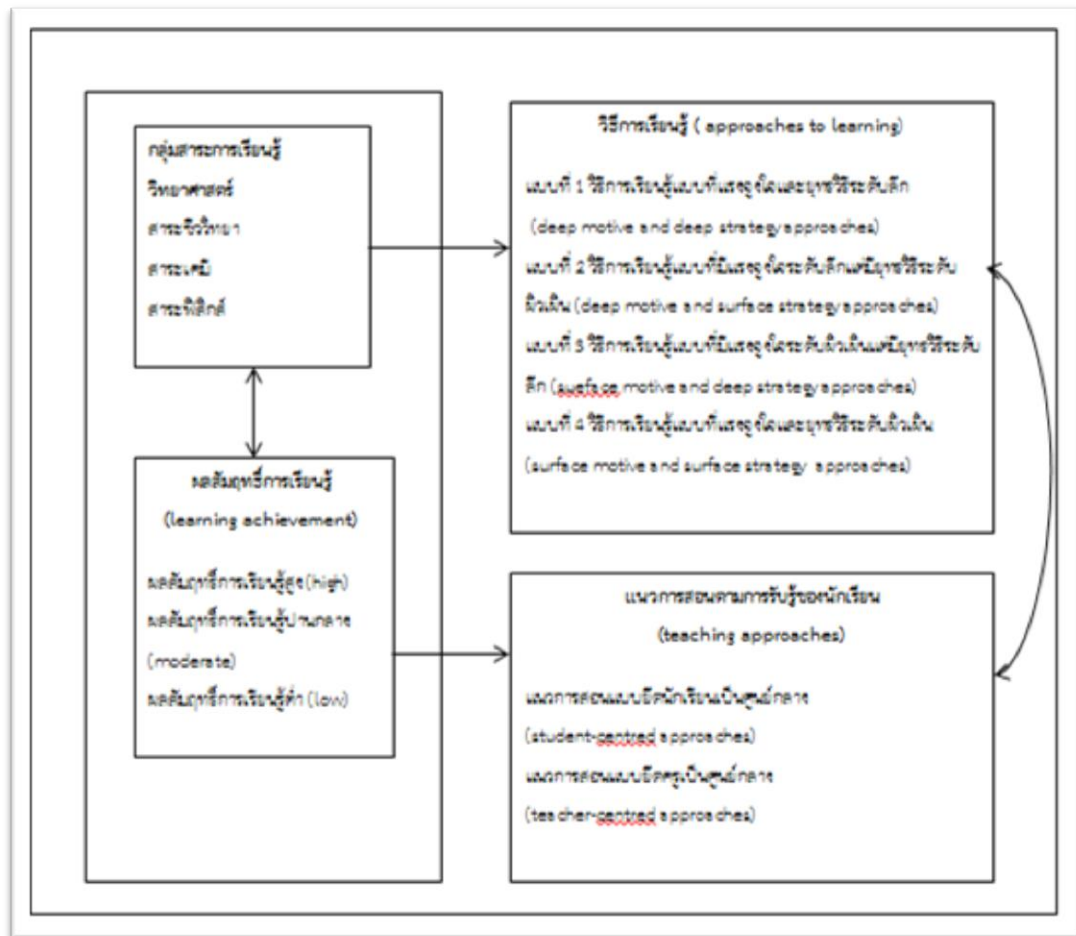 กลุ่มสาระการเรียนรู้
วิทยาศาสตร์
สาระชีววิทยา
สาระเคมี
สาระฟิสิกส์
ผลสัมฤทธิ์การเรียนรู้
(learning achievement)
ผลสัมฤทธิ์การเรียนรู้สูง (high)
ผลสัมฤทธิ์การเรียนรู้ปานกลาง
(moderate)
ผลสัมฤทธิ์การเรียนรู้ต่ำ (low)
วิธีการเรียนรู้ ( approaches to learning)
แบบที่ 1 วิธีการเรียนรู้แบบที่แรงจูงใจและยุทธวิธีระดับลึก
(deep motive and deep strategy approaches)
แบบที่ 2 วิธีการเรียนรู้แบบที่มีแรงจูงใจระดับลึกแต่มียุทธวิธีระดับ
ผิวเผิน (deep motive and surface strategy approaches)
แบบที่ 3 วิธีการเรียนรู้แบบที่มีแรงจูงใจระดับผิวเผินแต่มียุทธวิธีระดับ
ลึก (sueface motive and deep strategy approaches)
แบบที่ 4 วิธีการเรียนรู้แบบที่แรงจูงใจและยุทธวิธีระดับผิวเผิน
(surface motive and surface strategy approaches)
แนวการสอนตามการรับรู้ของนักเรียน
(teaching approaches)
แนวการสอนแบบยึดนักเรียนเป็นศูนย์กลาง
(student-centred approaches)
แนวการสอนแบบยึดครูเป็นศูนย์กลาง
(teacher-centred approaches)